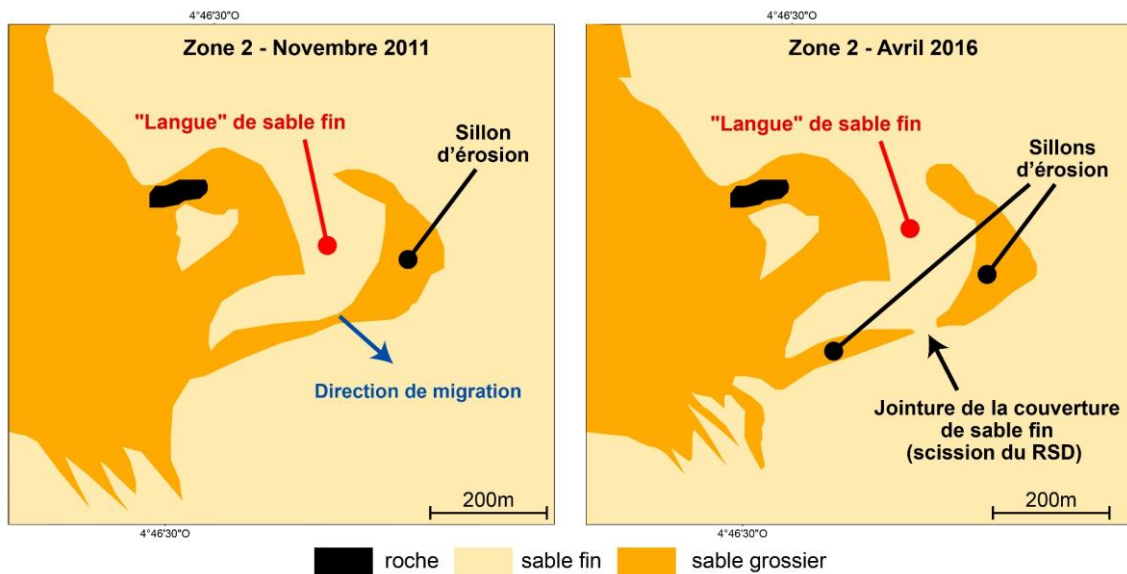 4°46'30"O
Zone 2 - Novembre 2011
"Langue" de sable fin
Sillon
d'érosion
Direction de migration
200m
4°46'30"O
4°46'30"O
Zone 2 - Avril 2016
"Langue" de sable fin
Sillons
d'érosion
Jointure de la couverture
de sable fin
(scission du RSD)
200m
4°46'30"O
roche
sable fin
sable grossier